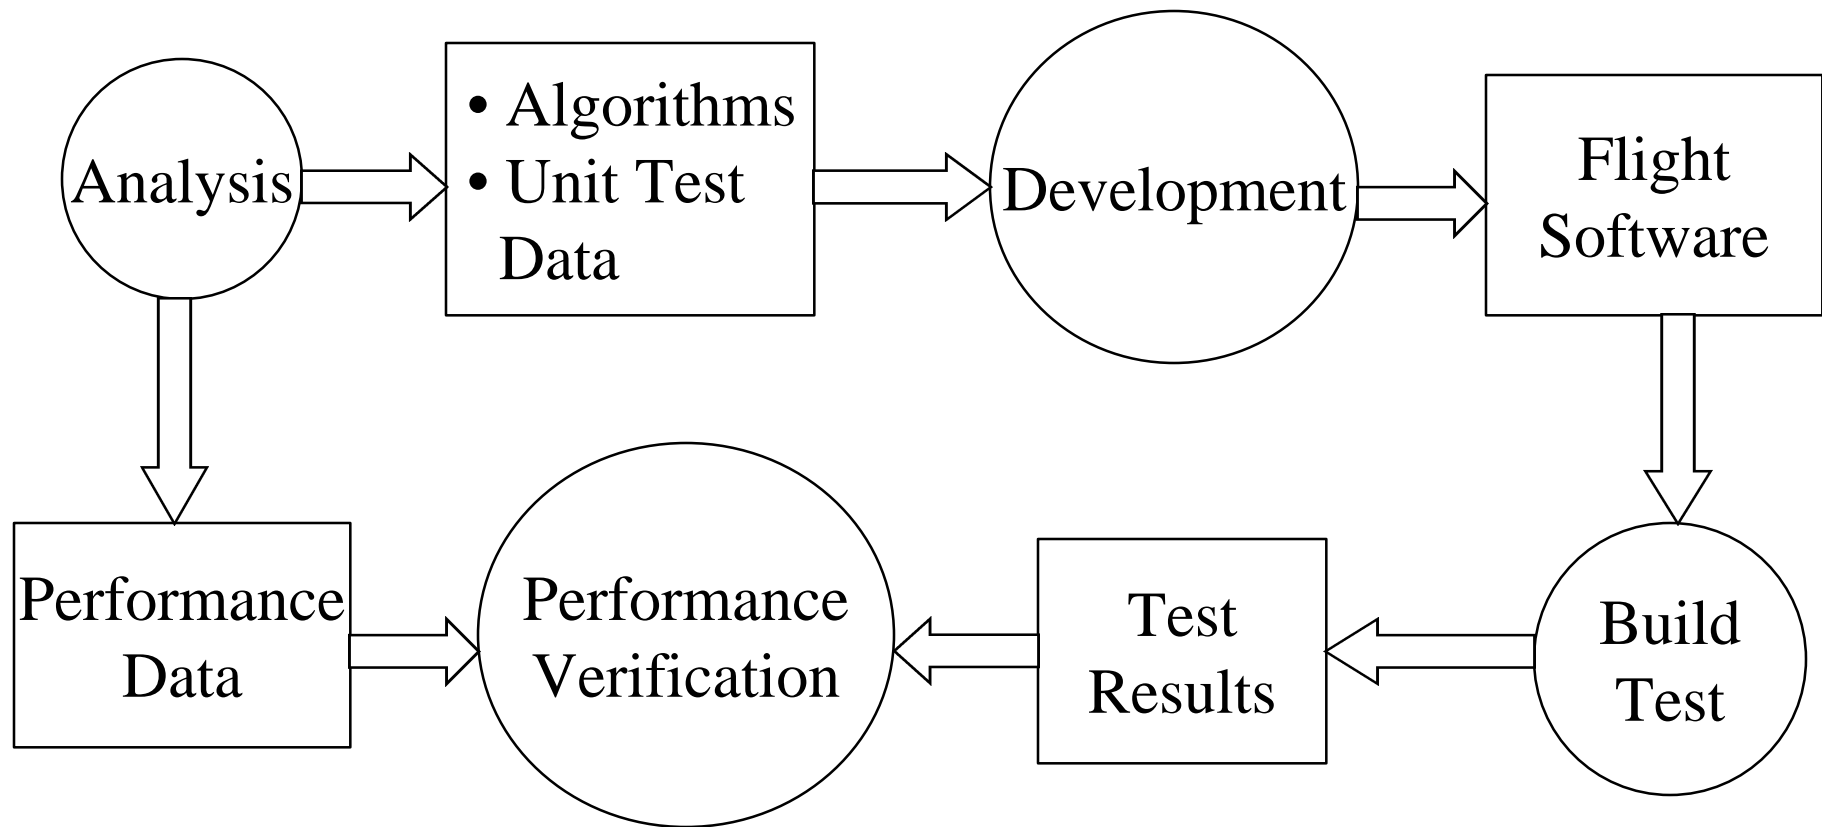 Analysis
• Algorithms
• Unit Test
Data
Development
Flight
Software
Performance
Data
Performance
Verification
Test
Results
Build
Test